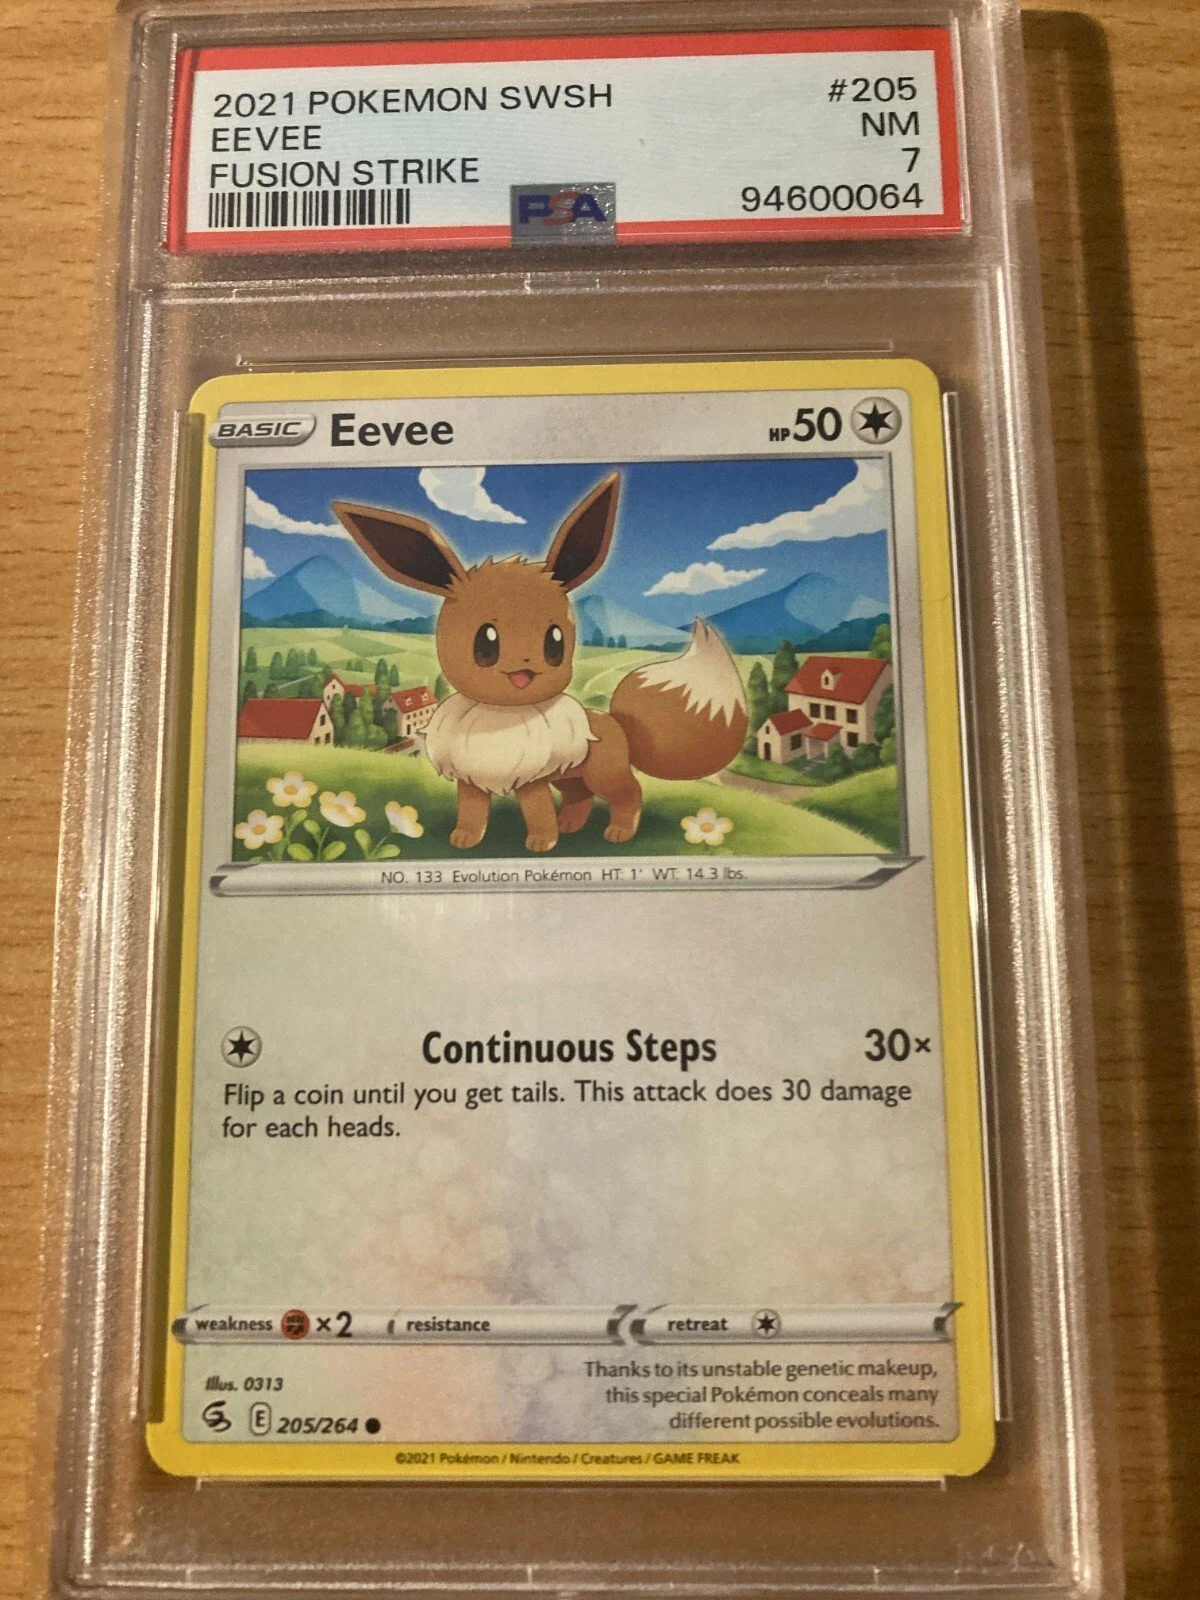 2021 POKEMON SWSH #205
EEVEE NM
FUSION STRIKE 7
PSA 94600064
BASIC Eevee HP 50
NO. 133 Evolution Pokémon HT: 1' WT: 14.3 lbs.
Continuous Steps 30×
Flip a coin until you get tails. This attack does 30 damage
for each heads.
weakness ×2 resistance retreat
Illus. 0313
Thanks to its unstable genetic makeup,
this special Pokémon conceals many
different possible evolutions.
E 205/264
©2021 Pokémon / Nintendo / Creatures / GAME FREAK